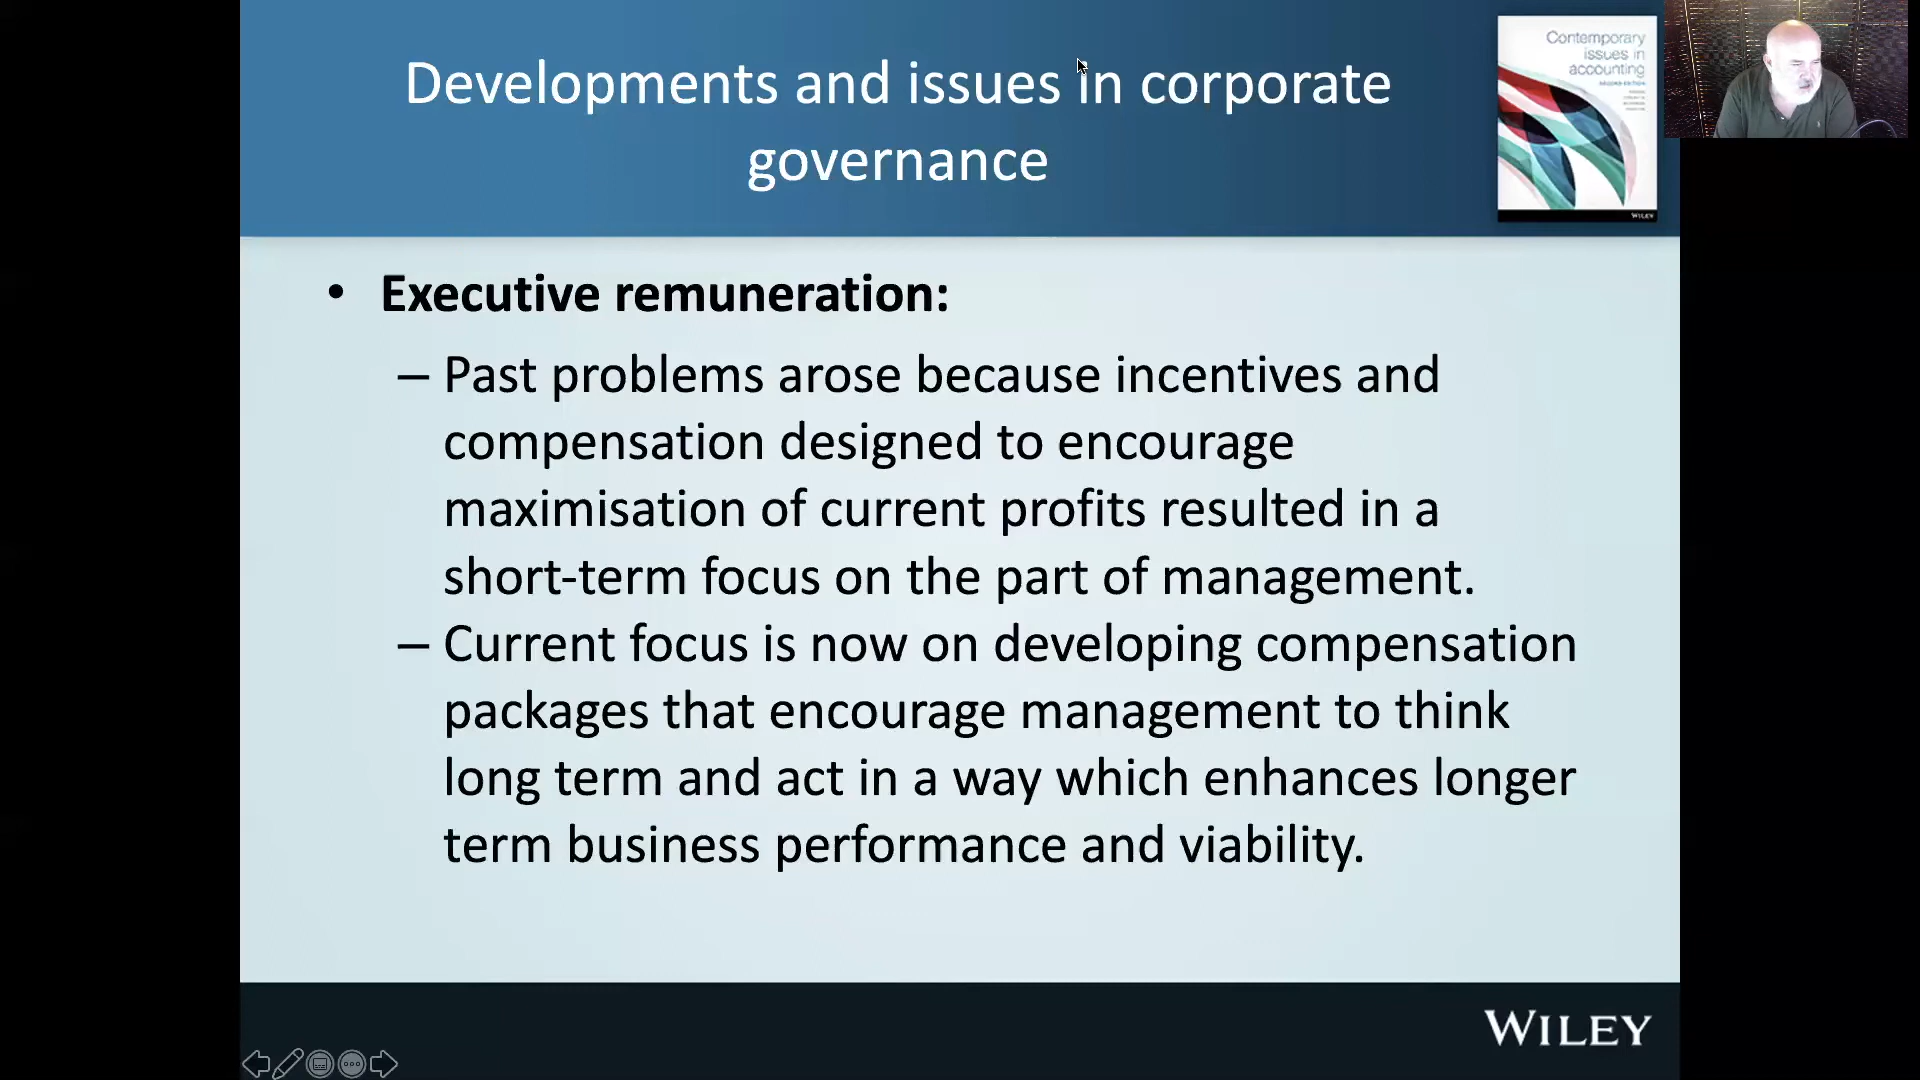 Developments and issues in corporate
governance
Contemporary
issues in
accounting
SECOND EDITION
WILEY
• Executive remuneration:
– Past problems arose because incentives and
compensation designed to encourage
maximisation of current profits resulted in a
short-term focus on the part of management.
– Current focus is now on developing compensation
packages that encourage management to think
long term and act in a way which enhances longer
term business performance and viability.
WILEY